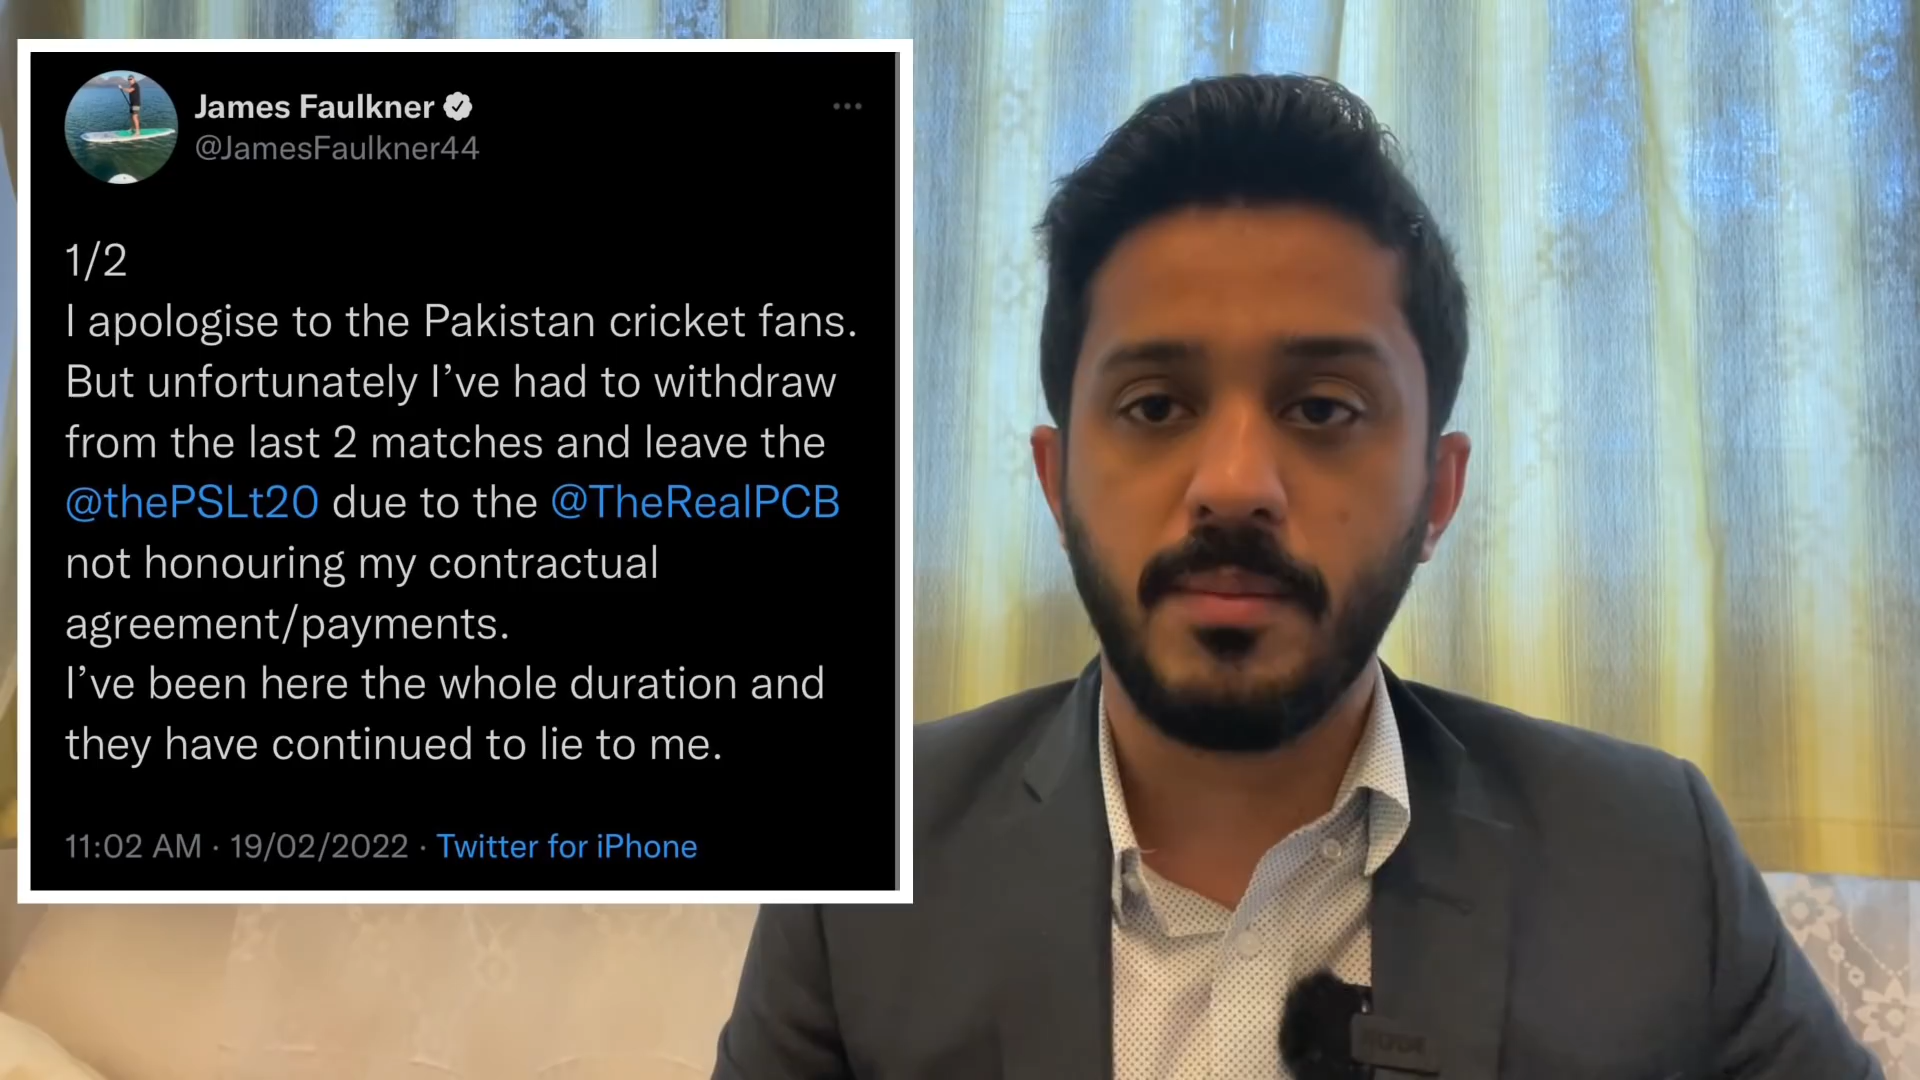 James Faulkner
@JamesFaulkner44
1/2
I apologise to the Pakistan cricket fans.
But unfortunately I’ve had to withdraw
from the last 2 matches and leave the
@thePSLt20 due to the @TheRealPCB
not honouring my contractual
agreement/payments.
I’ve been here the whole duration and
they have continued to lie to me.
11:02 AM · 19/02/2022 · Twitter for iPhone